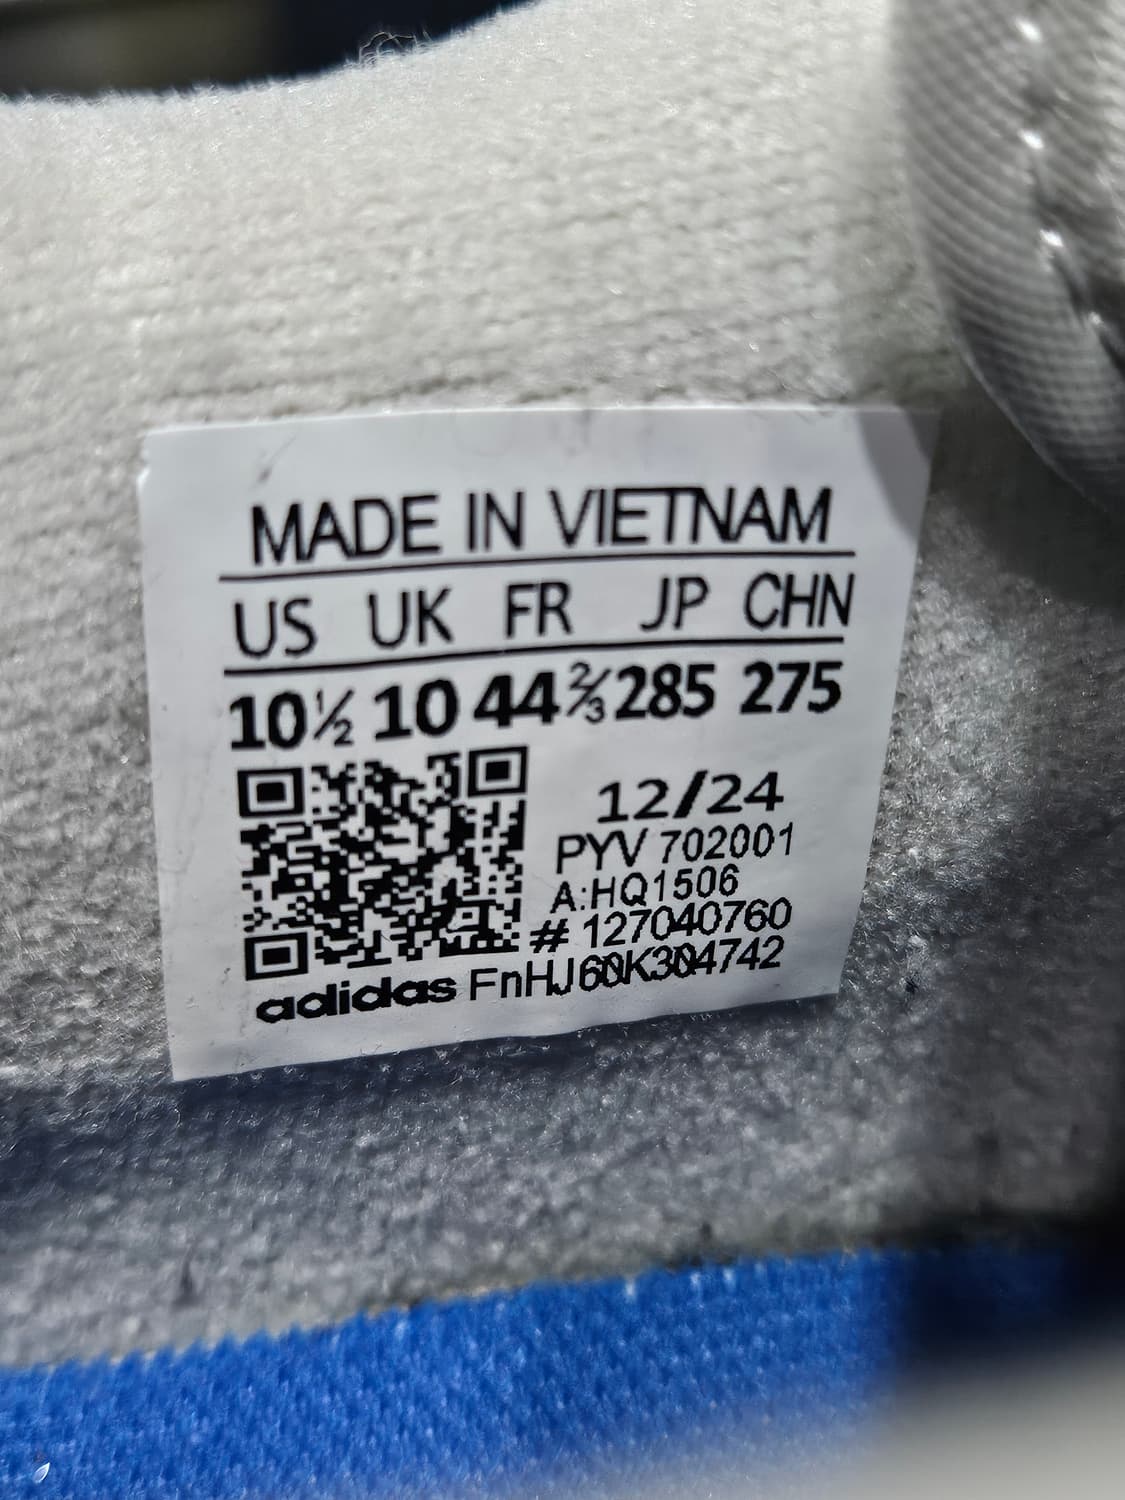 MADE IN VIETNAM
US UK FR JP CHN
10½ 10 44⅔ 285 275
12/24
PYV 702001
A:HQ1506
# 127040760
adidas FnHJ60K304742